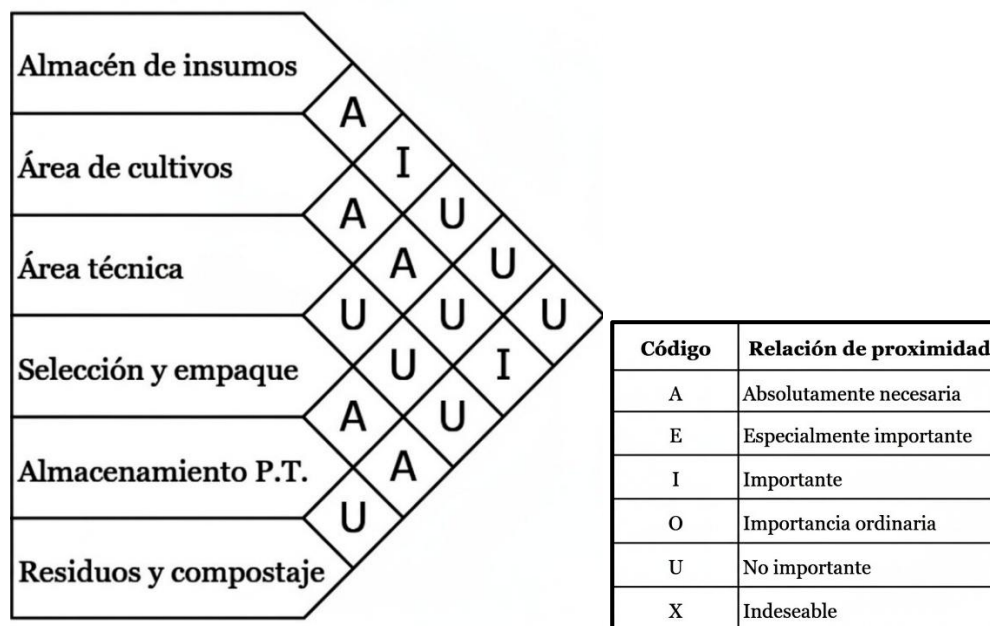 Almacén de insumos
A
Área de cultivos
I
A
U
Área técnica
A
U
U
U
U
Selección y empaque
U
I
A
U
Almacenamiento P.T.
A
U
Residuos y compostaje
Código Relación de proximidad
A Absolutamente necesaria
E Especialmente importante
I Importante
O Importancia ordinaria
U No importante
X Indeseable